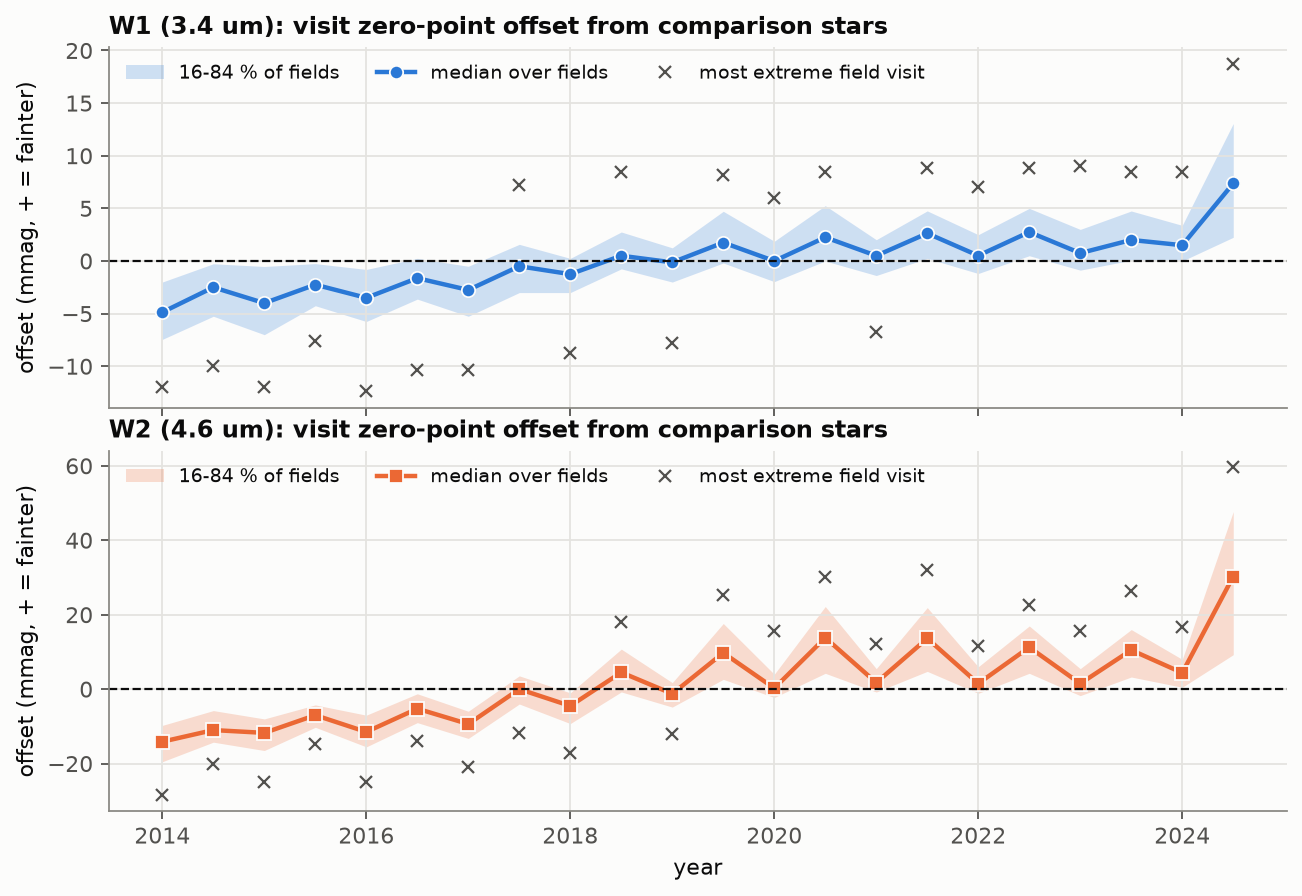 W1 (3.4 um): visit zero-point offset from comparison stars
16-84 % of fields
median over fields
most extreme field visit
offset (mmag, + = fainter)
20
15
10
5
0
−5
−10
W2 (4.6 um): visit zero-point offset from comparison stars
16-84 % of fields
median over fields
most extreme field visit
offset (mmag, + = fainter)
60
40
20
0
−20
2014
2016
2018
2020
2022
2024
year